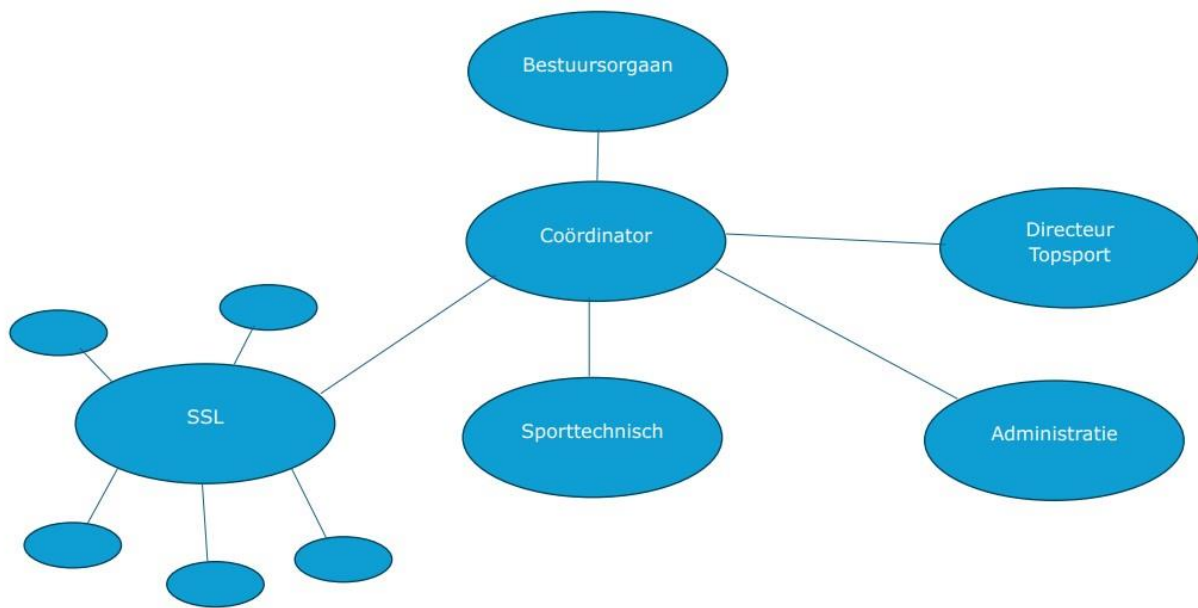 Bestuursorgaan
Coördinator
Directeur
Topsport
SSL
Sporttechnisch
Administratie